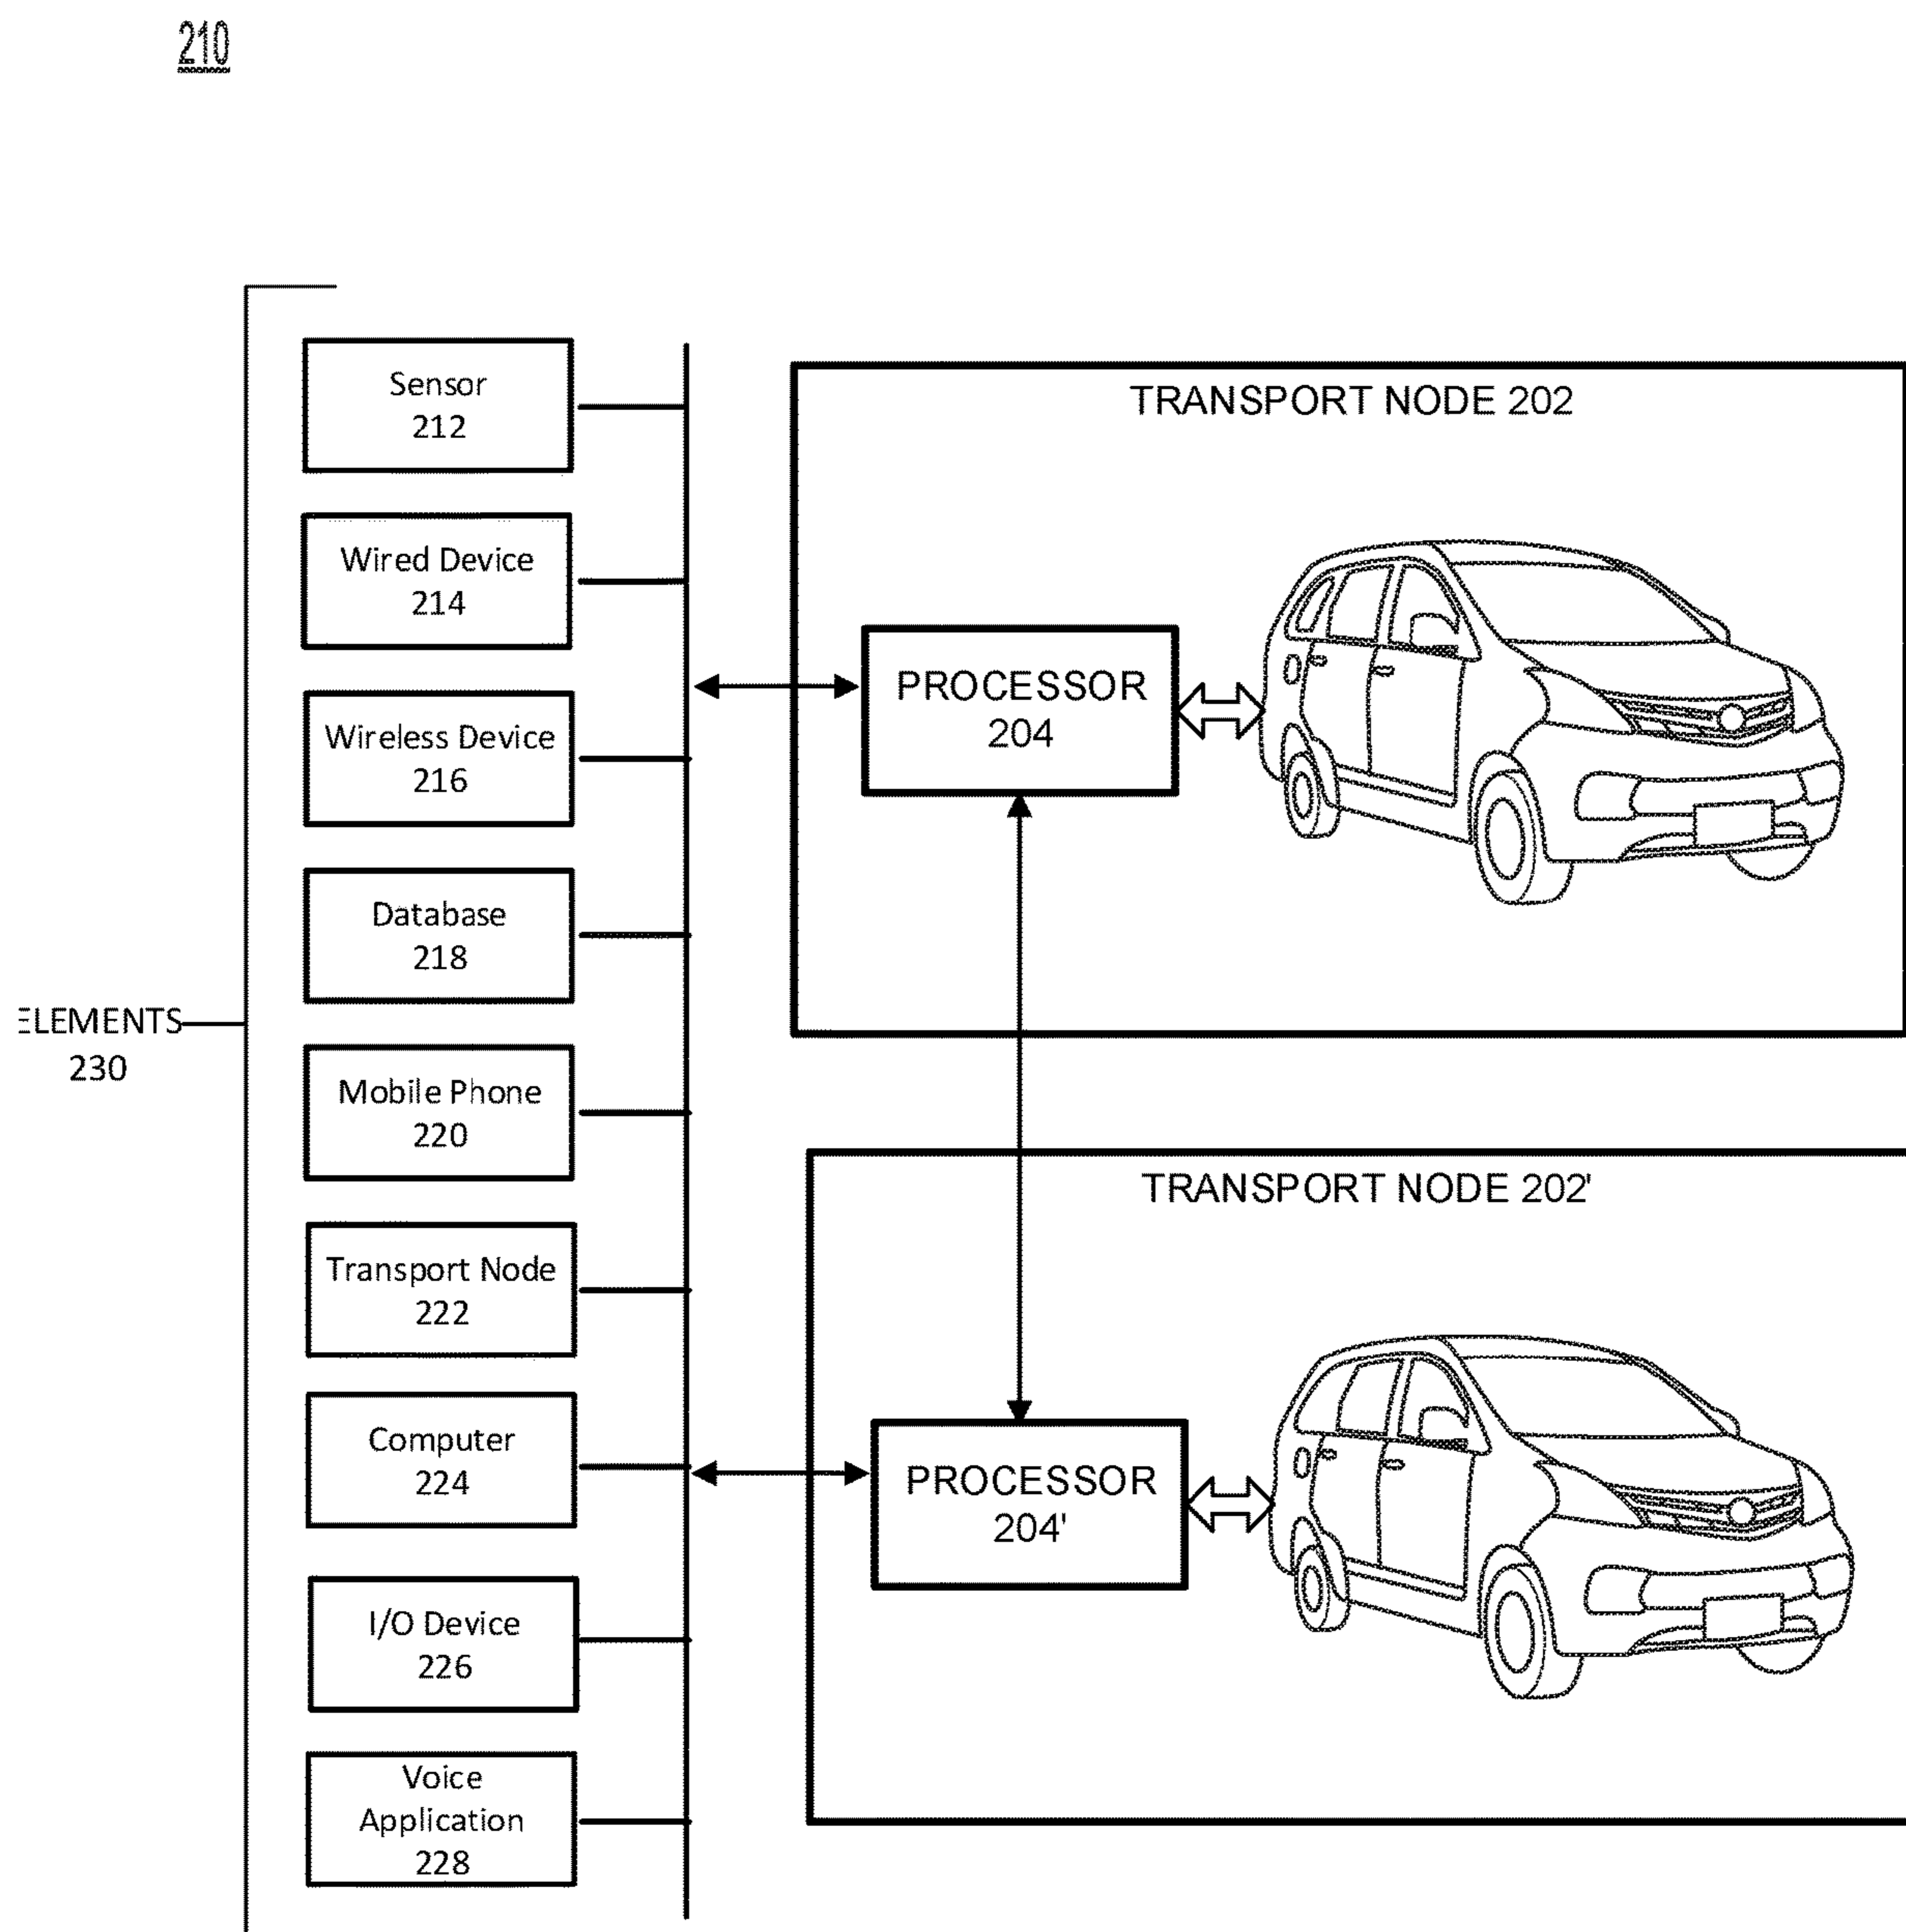 210
Sensor
212
Wired Device
214
Wireless Device
216
Database
218
Mobile Phone
220
Transport Node
222
Computer
224
I/O Device
226
Voice
Application
228
ELEMENTS
230
TRANSPORT NODE 202
PROCESSOR
204
TRANSPORT NODE 202'
PROCESSOR
204'